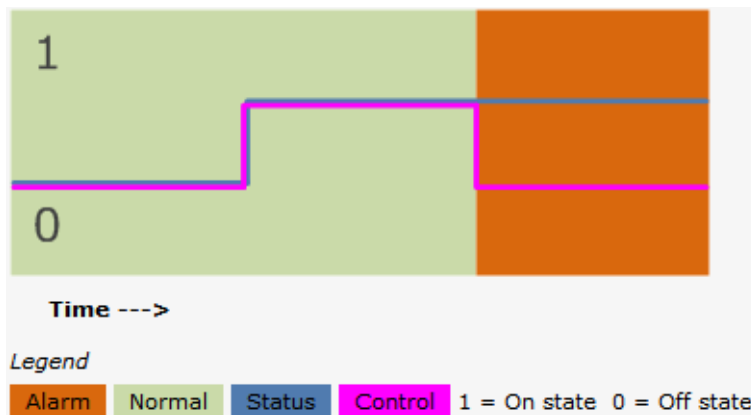 1
0
Time --->
Legend
Alarm Normal Status Control 1 = On state 0 = Off state